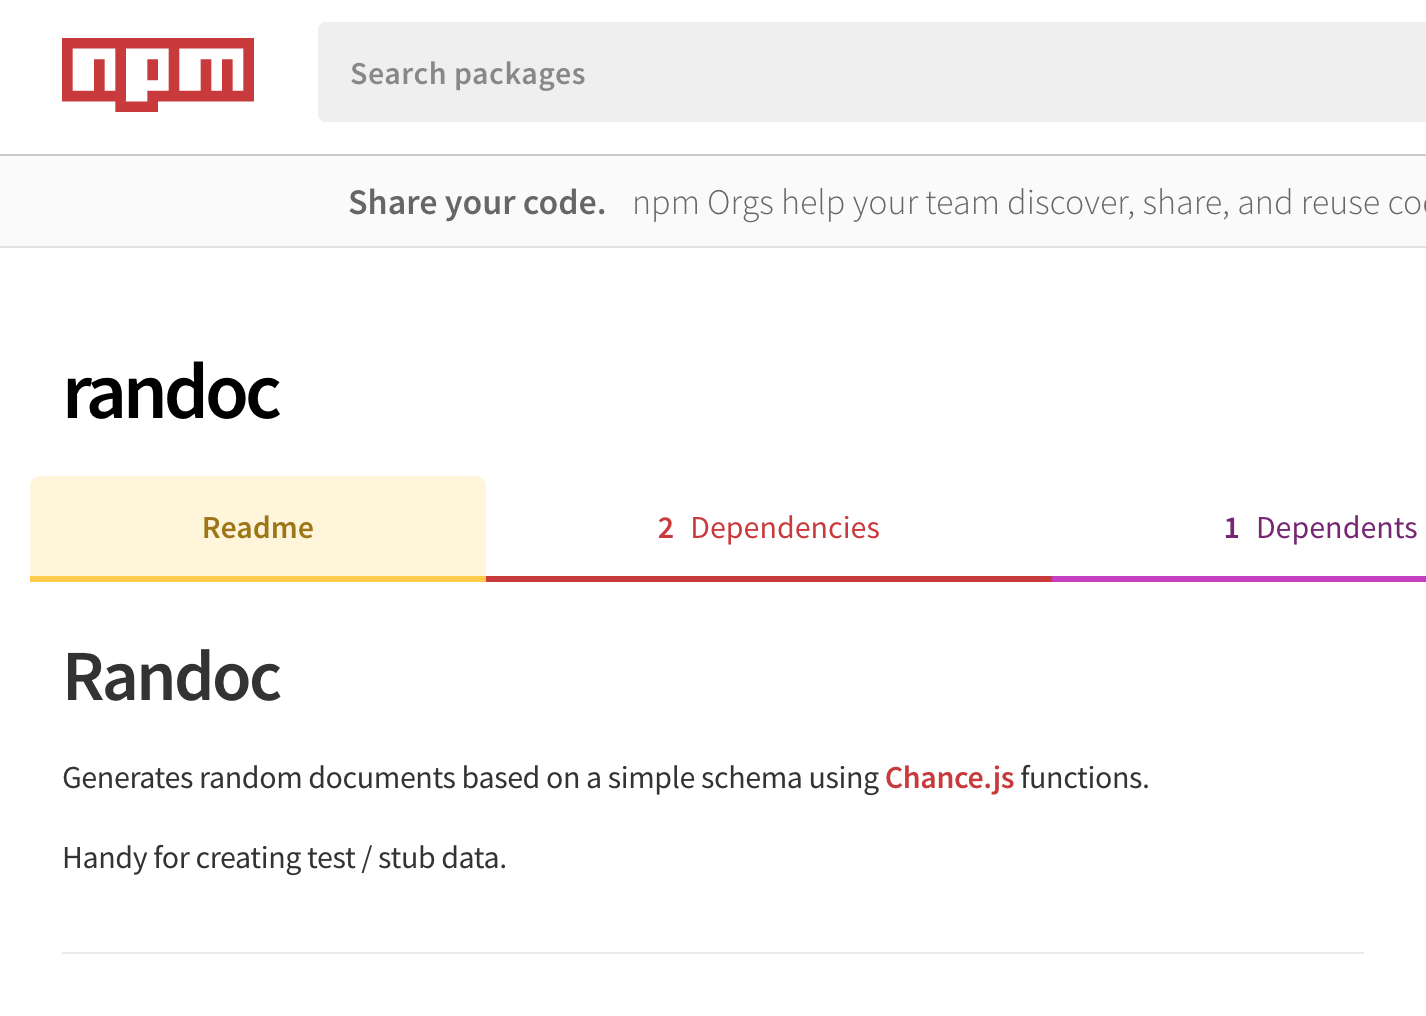 npm
Search packages
Share your code. npm Orgs help your team discover, share, and reuse
randoc
Readme
2 Dependencies
1 Dependents
Randoc
Generates random documents based on a simple schema using Chance.js functions.
Handy for creating test / stub data.